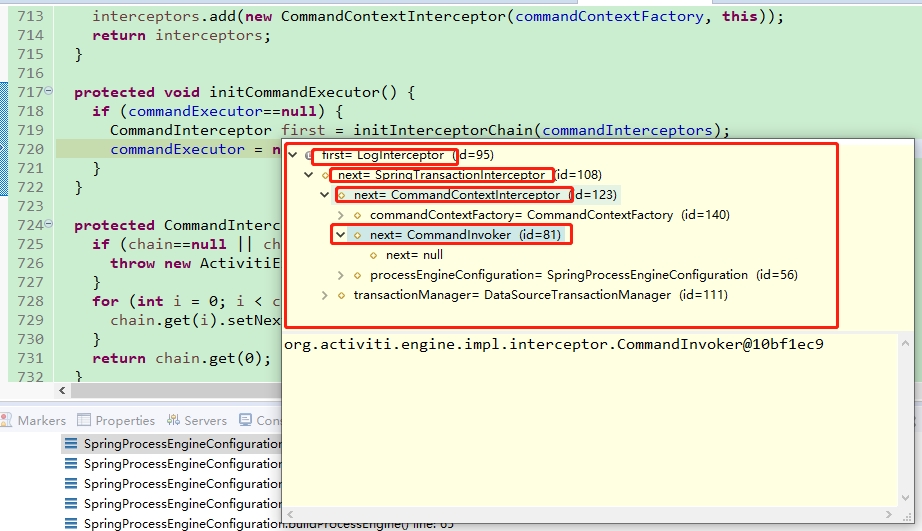 713 interceptors.add(new CommandContextInterceptor(commandContextFactory, this));
714 return interceptors;
715 }
716
717 protected void initCommandExecutor() {
718 if (commandExecutor==null) {
719 CommandInterceptor first = initInterceptorChain(commandInterceptors);
720 commandExecutor = n
721 }
722 }
723
724 protected CommandInterc
725 if (chain==null || ch
726 throw new ActivitiE
727 }
728 for (int i = 0; i < c
729 chain.get(i).setNex
730 }
731 return chain.get(0);
732 }
first= LogInterceptor (id=95)
next= SpringTransactionInterceptor (id=108)
next= CommandContextInterceptor (id=123)
commandContextFactory= CommandContextFactory (id=140)
next= CommandInvoker (id=81)
next= null
processEngineConfiguration= SpringProcessEngineConfiguration (id=56)
transactionManager= DataSourceTransactionManager (id=111)
org.activiti.engine.impl.interceptor.CommandInvoker@10bf1ec9
Markers Properties Servers Con
SpringProcessEngineConfiguration
SpringProcessEngineConfiguration
SpringProcessEngineConfiguration
SpringProcessEngineConfiguration
SpringProcessEngineConfiguration.buildProcessEngine() line: 65